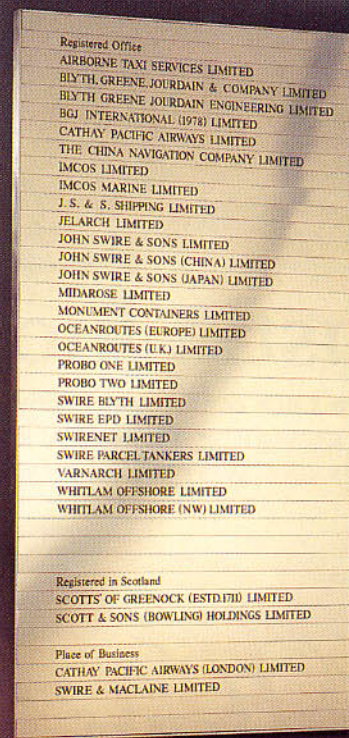 Registered Office
AIRBORNE TAXI SERVICES LIMITED
BLYTH, GREENE, JOURDAIN & COMPANY LIMITED
BLYTH GREENE JOURDAIN ENGINEERING LIMITED
BGJ INTERNATIONAL (1978) LIMITED
CATHAY PACIFIC AIRWAYS LIMITED
THE CHINA NAVIGATION COMPANY LIMITED
IMCOS LIMITED
IMCOS MARINE LIMITED
J. S. & S. SHIPPING LIMITED
JELARCH LIMITED
JOHN SWIRE & SONS LIMITED
JOHN SWIRE & SONS (CHINA) LIMITED
JOHN SWIRE & SONS (JAPAN) LIMITED
MIDAROSE LIMITED
MONUMENT CONTAINERS LIMITED
OCEANROUTES (EUROPE) LIMITED
OCEANROUTES (U.K.) LIMITED
PROBO ONE LIMITED
PROBO TWO LIMITED
SWIRE BLYTH LIMITED
SWIRE EPD LIMITED
SWIRENET LIMITED
SWIRE PARCEL TANKERS LIMITED
VARNARCH LIMITED
WHITLAM OFFSHORE LIMITED
WHITLAM OFFSHORE (NW) LIMITED
Registered in Scotland
SCOTTS' OF GREENOCK (ESTD.1711) LIMITED
SCOTT & SONS (BOWLING) HOLDINGS LIMITED
Place of Business
CATHAY PACIFIC AIRWAYS (LONDON) LIMITED
SWIRE & MACLAINE LIMITED